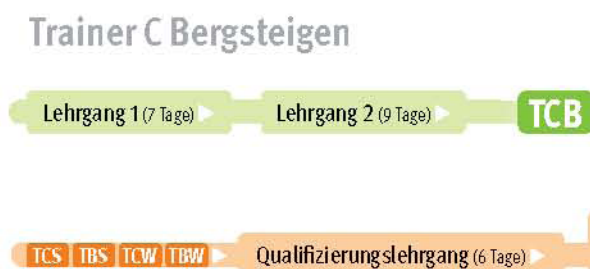 Trainer C Bergsteigen
Lehrgang 1 (7 Tage) Lehrgang 2 (9 Tage) TCB
TCS TBS TCW TBW Qualifizierungslehrgang (6 Tage)